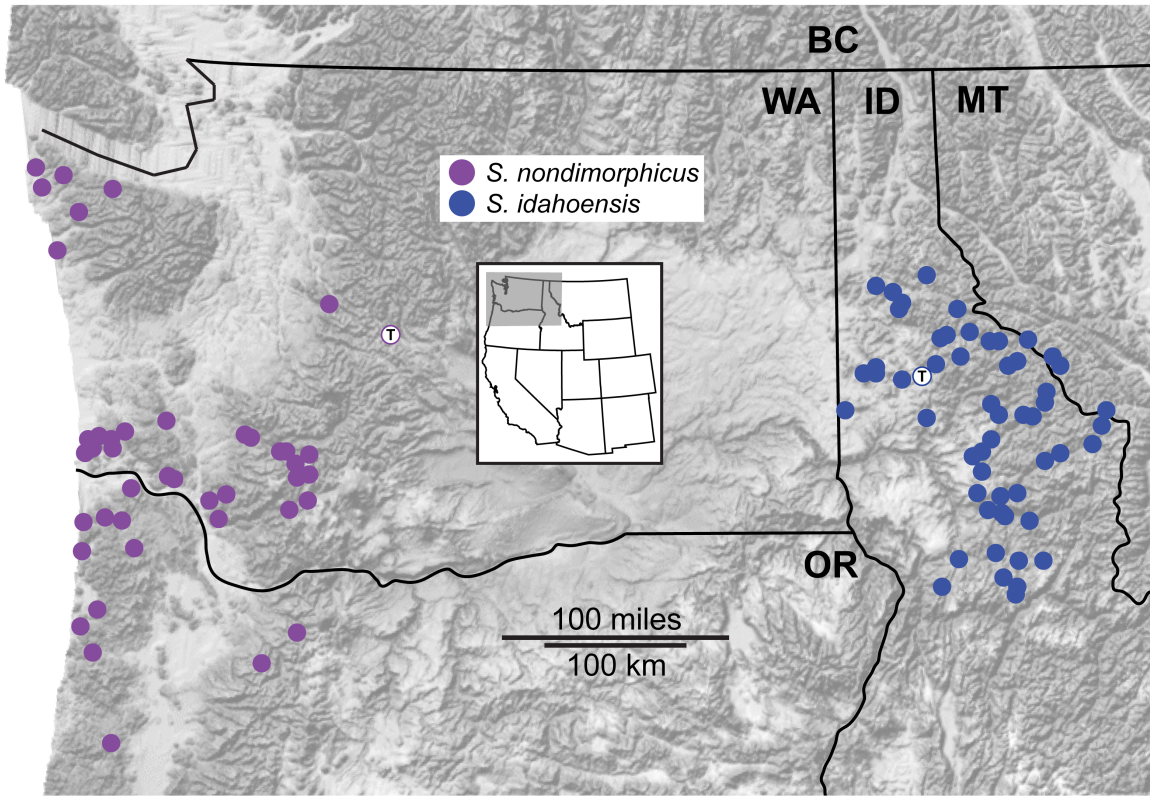 BC
WA
ID
MT
S. nondimorphicus
S. idahoensis
T
T
OR
100 miles
100 km